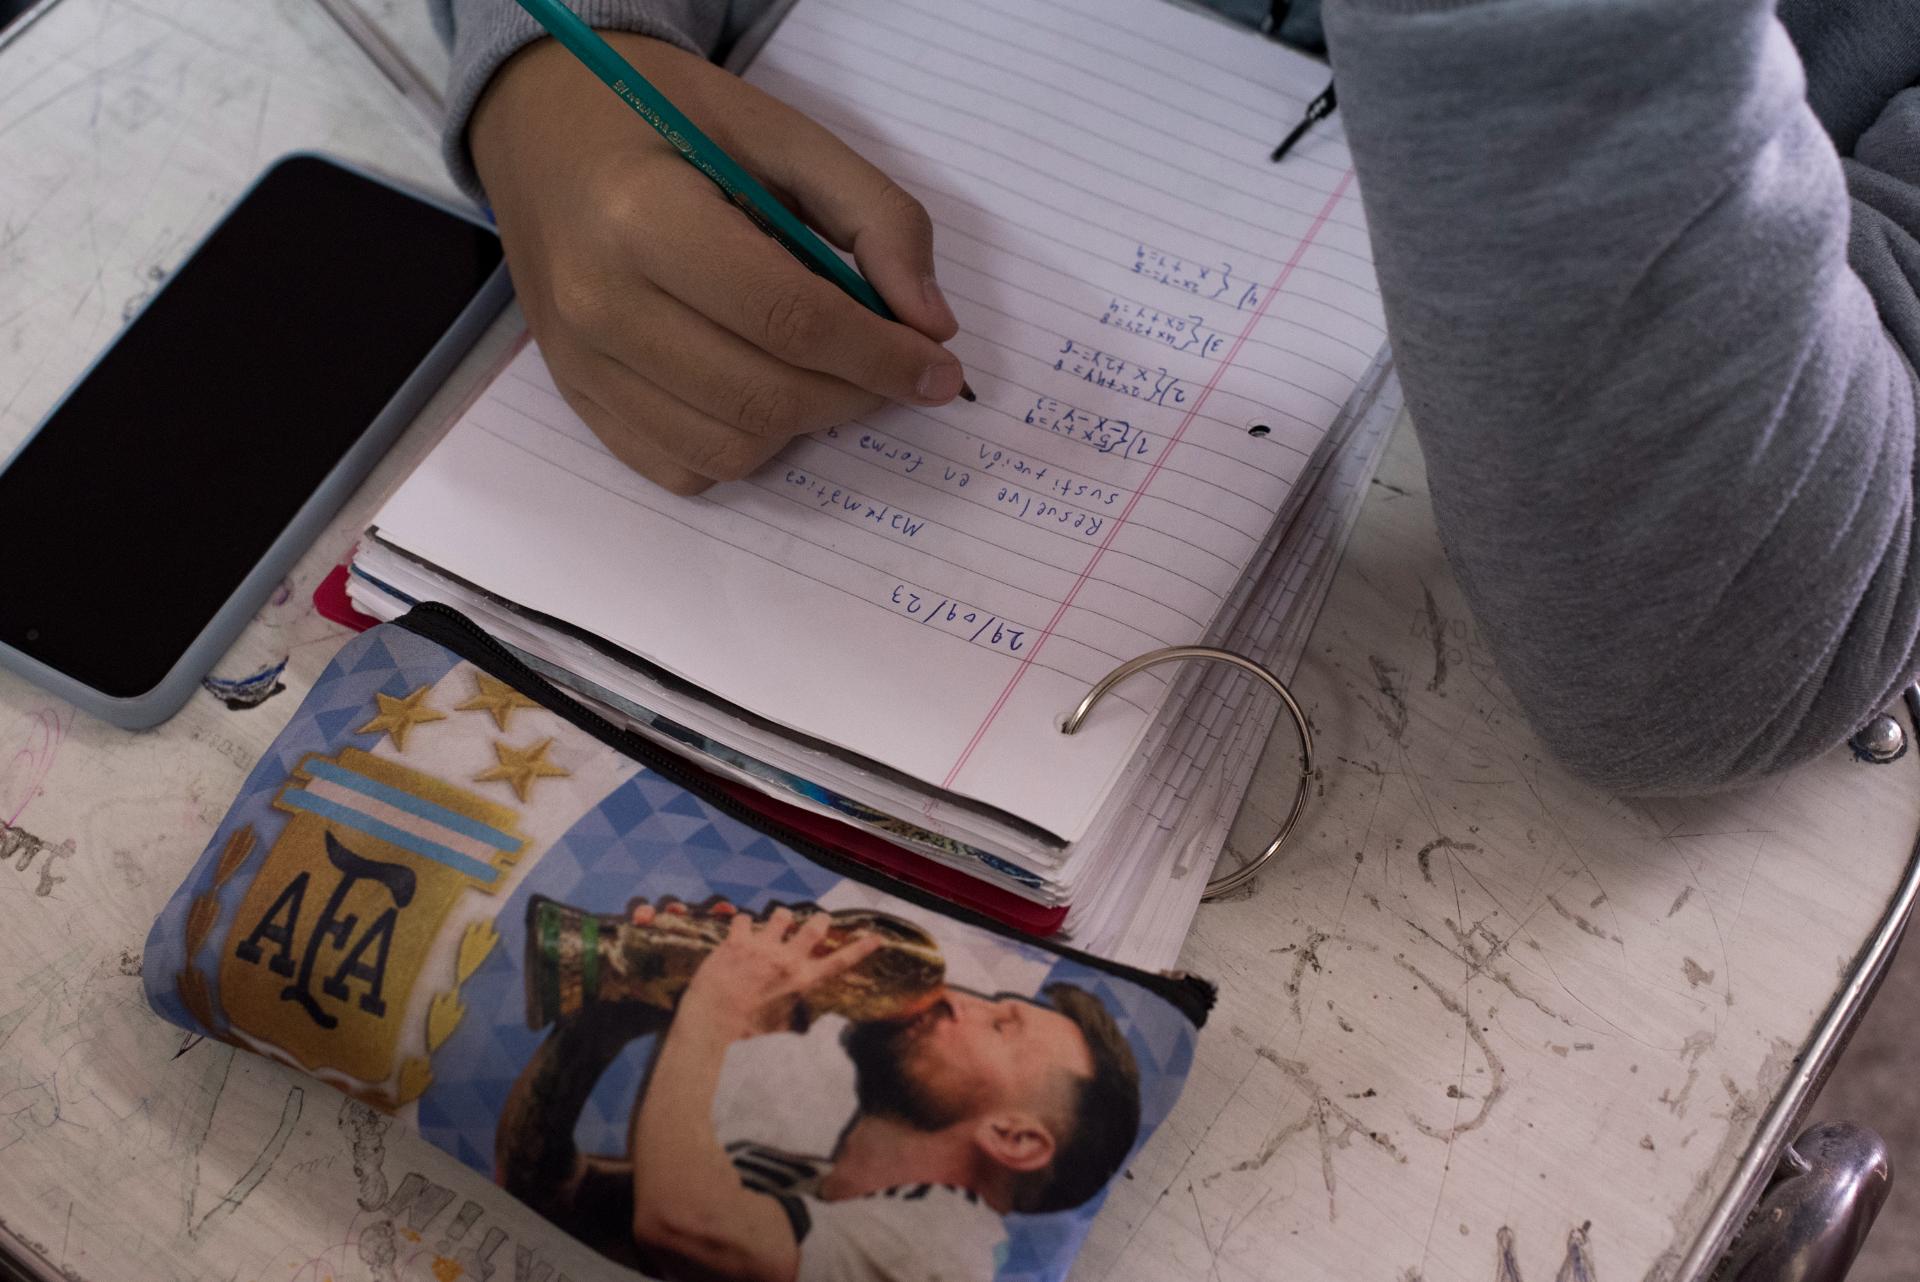 29/09/23
Matemática
Resuelve en forma
sustitución.
1) {5x+y=9
2) {2x+4y=8
{x+2y=-6
3) {4x+2y=8
{2x+y=4
4) {2x-y=-5
{x+y=9
EVOLUTION
AFA